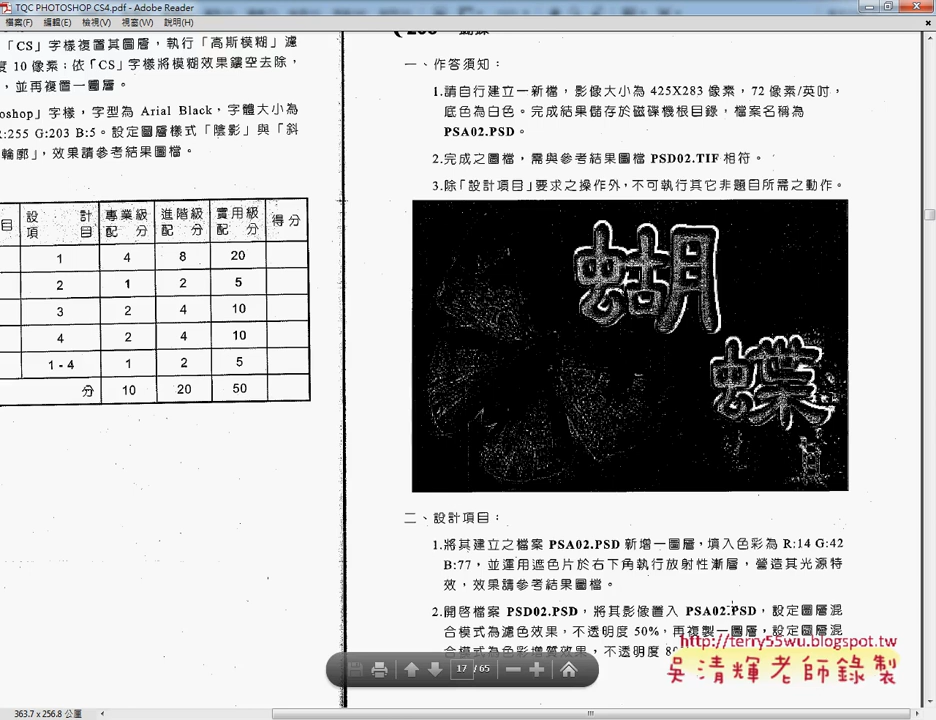 TQC PHOTOSHOP CS4.pdf - Adobe Reader
檔案(F) 編輯(E) 檢視(V) 視窗(W) 說明(H)
「CS」字樣複置其圖層，執行「高斯模糊」濾
度 10 像素；依「CS」字樣將模糊效果鏤空去除，
，並再複置一圖層。
oshop」字樣，字型為 Arial Black，字體大小為
R:255 G:203 B:5。設定圖層樣式「陰影」與「斜
輪廓」，效果請參考結果圖檔。
目 設計項目 專業級配分 進階級配分 實用級配分 得分
1 4 8 20
2 1 2 5
3 2 4 10
4 2 4 10
1 - 4 1 2 5
分 10 20 50
一、作答須知：
1.請自行建立一新檔，影像大小為 425X283 像素，72 像素/英吋，
底色為白色。完成結果儲存於磁碟機根目錄，檔案名稱為
PSA02.PSD。
2.完成之圖檔，需與參考結果圖檔 PSD02.TIF 相符。
3.除「設計項目」要求之操作外，不可執行其它非題目所需之動作。
蝴
蝶
二、設計項目：
1.將其建立之檔案 PSA02.PSD 新增一圖層，填入色彩為 R:14 G:42
B:77，並運用遮色片於右下角執行放射性漸層，營造其光源特
效，效果請參考結果圖檔。
2.開啓檔案 PSD02.PSD，將其影像置入 PSA02.PSD，設定圖層混
合模式為濾色效果，不透明度 50%，再複製一圖層，設定圖層混
合模式為色彩增質效果，不透明度
17 / 65
http://terry55wu.blogspot.tw
吳清輝老師錄製
363.7 x 256.8 公釐